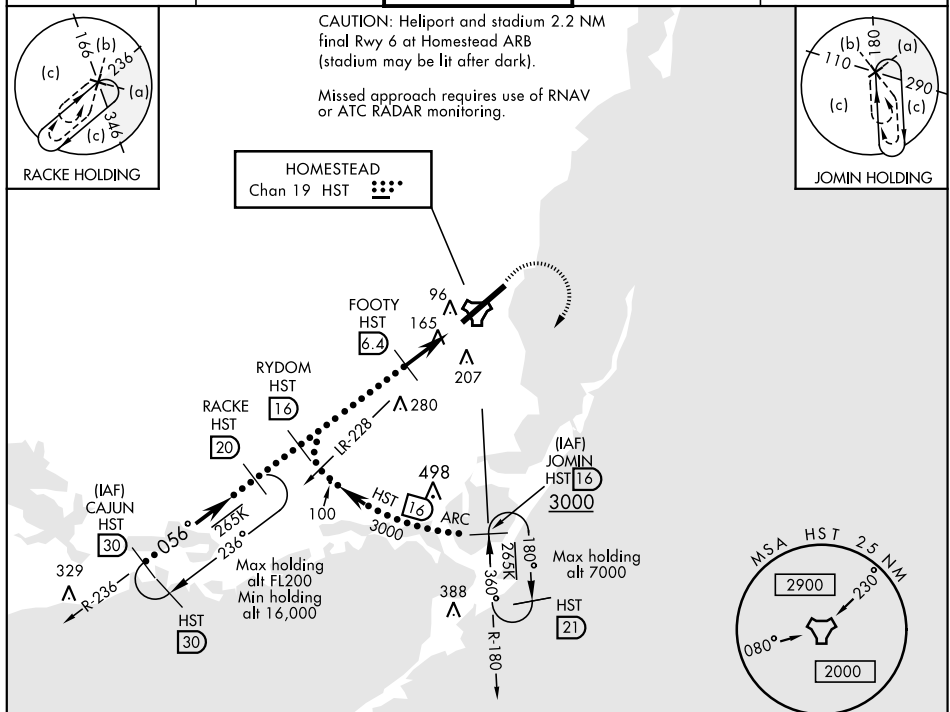 CAUTION: Heliport and stadium 2.2 NM
final Rwy 6 at Homestead ARB
(stadium may be lit after dark).
Missed approach requires use of RNAV
or ATC RADAR monitoring.
166
(b)
236
(c)
(a)
(c)
346
RACKE HOLDING
180
(b)
(a)
110
290
(c)
(c)
JOMIN HOLDING
HOMESTEAD
Chan 19 HST
96
FOOTY
HST
6.4
165
207
RYDOM
HST
16
280
LR-228
RACKE
HST
20
(IAF)
JOMIN
HST 16
3000
498
HST 16 ARC
3000
100
(IAF)
CAJUN
HST
30
056°
265K
236°
329
R-236
Max holding
alt FL200
Min holding
alt 16,000
HST
30
265K
180°
360°
Max holding
alt 7000
388
HST
21
R-180
MSA HST 25 NM
2900
230°
080°
2000